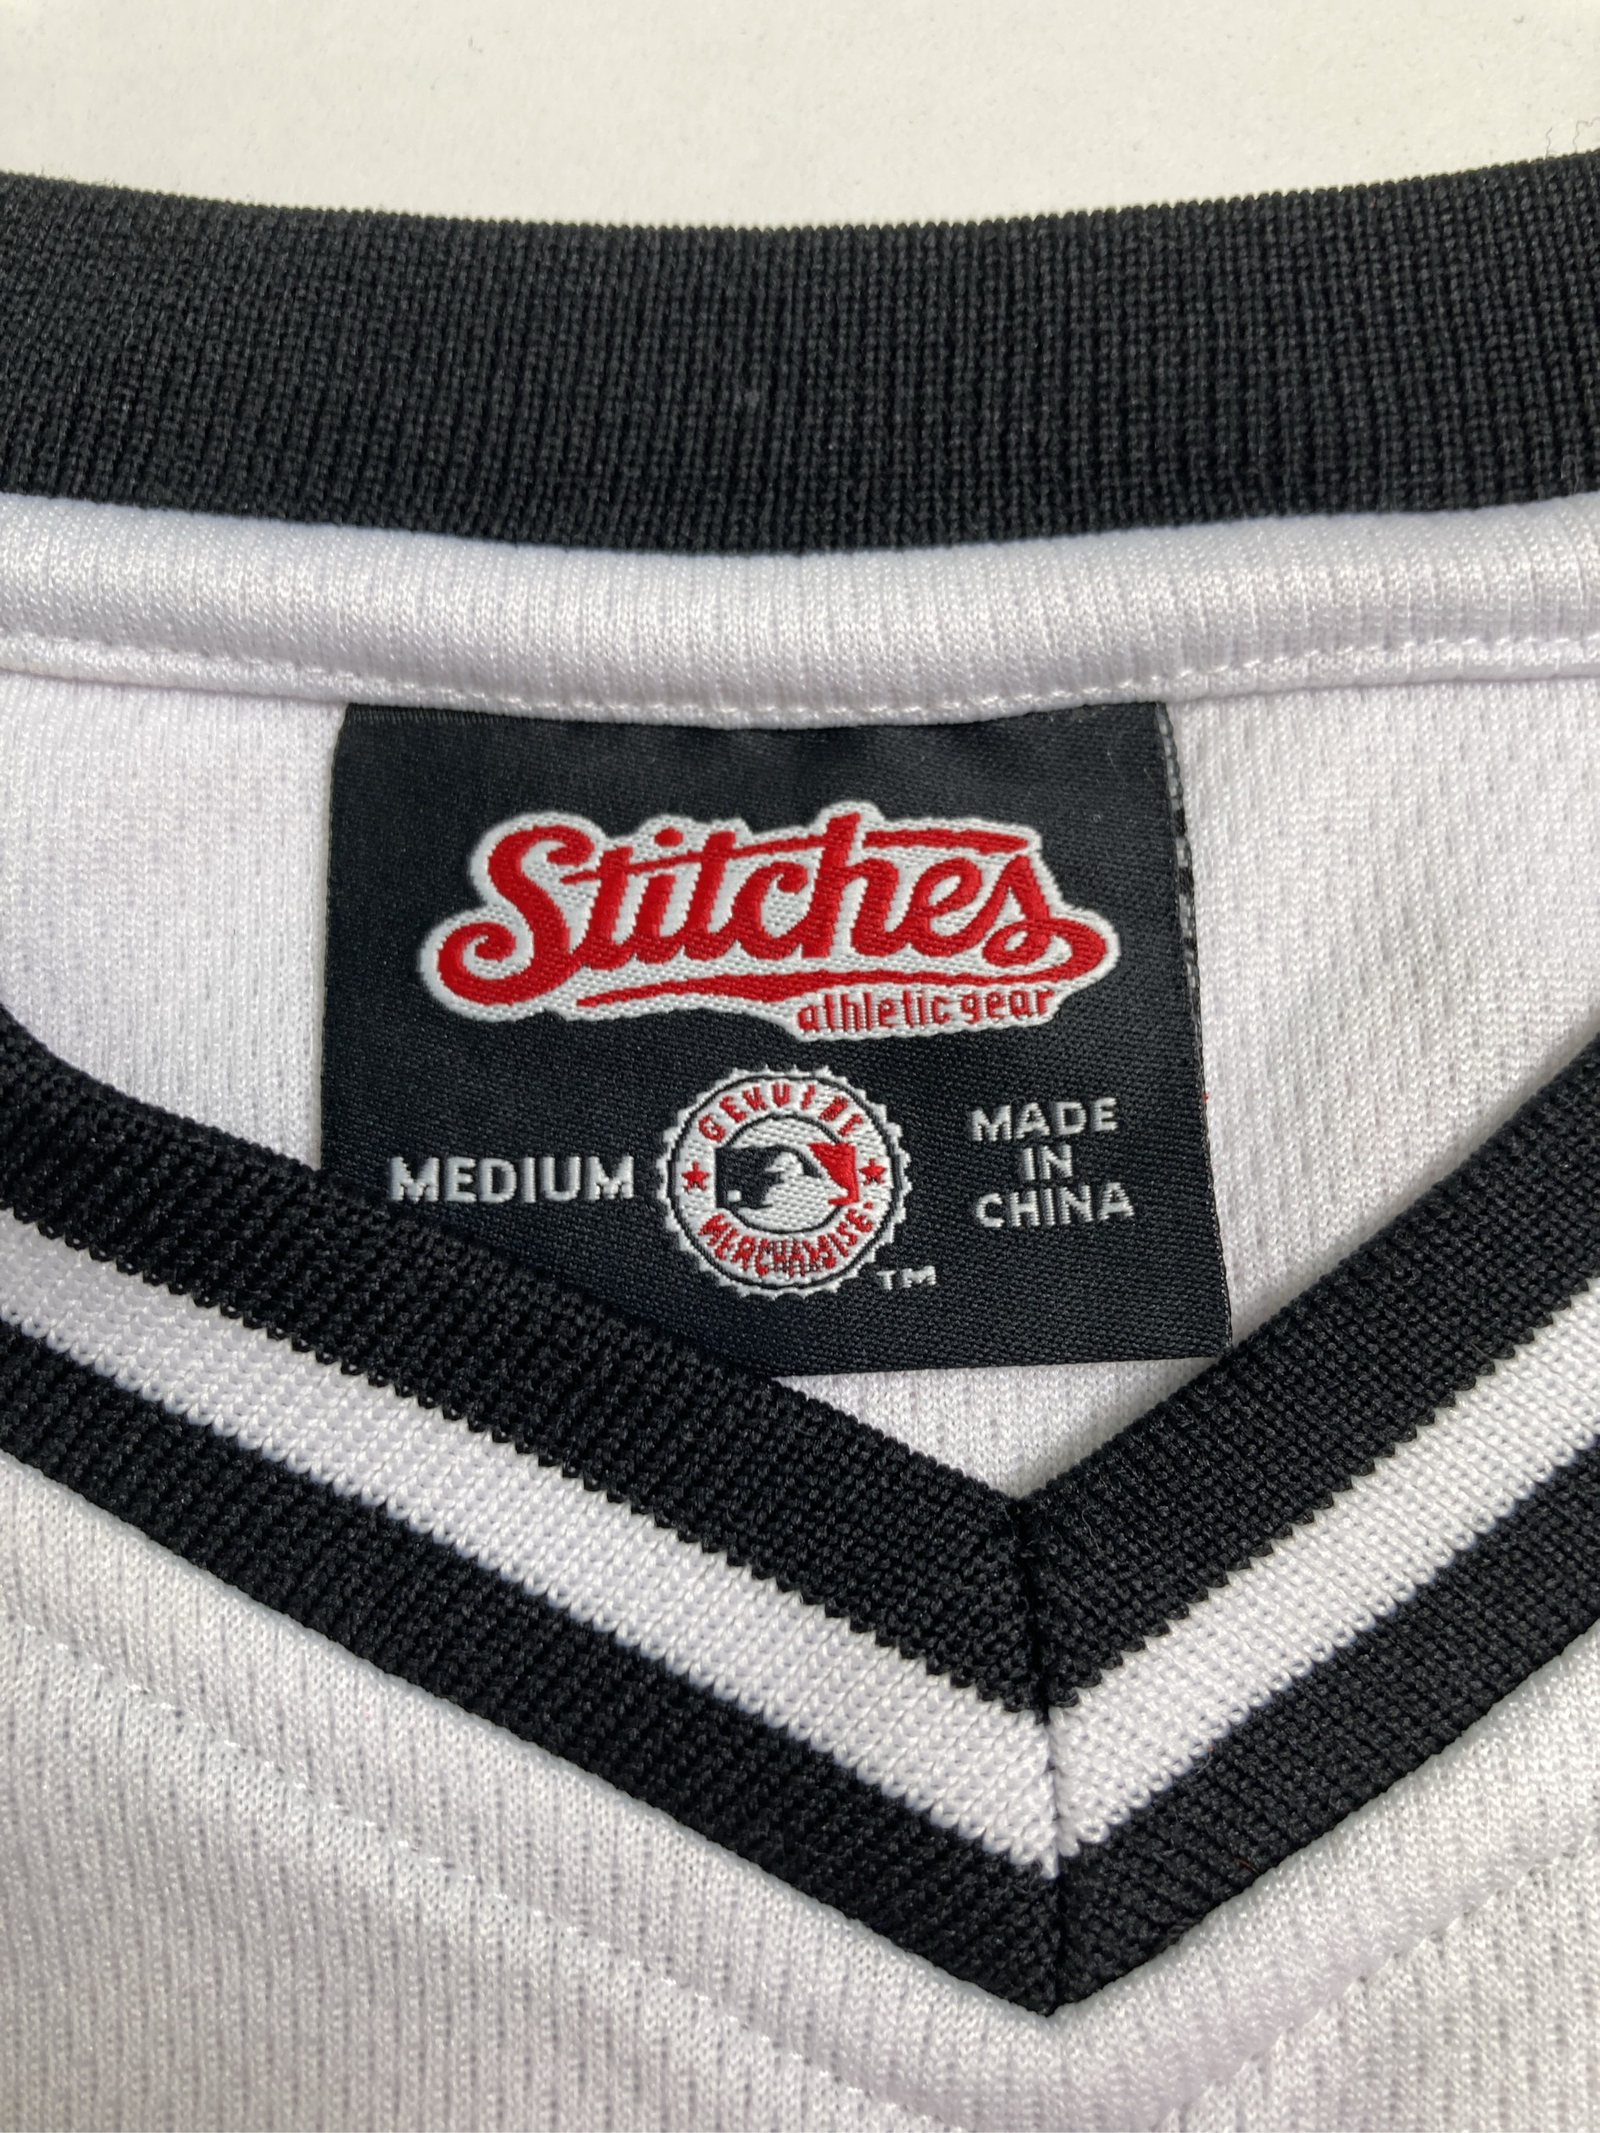 Stitches
athletic gear
MEDIUM
GENUINE
MERCHANDISE
TM
MADE
IN
CHINA